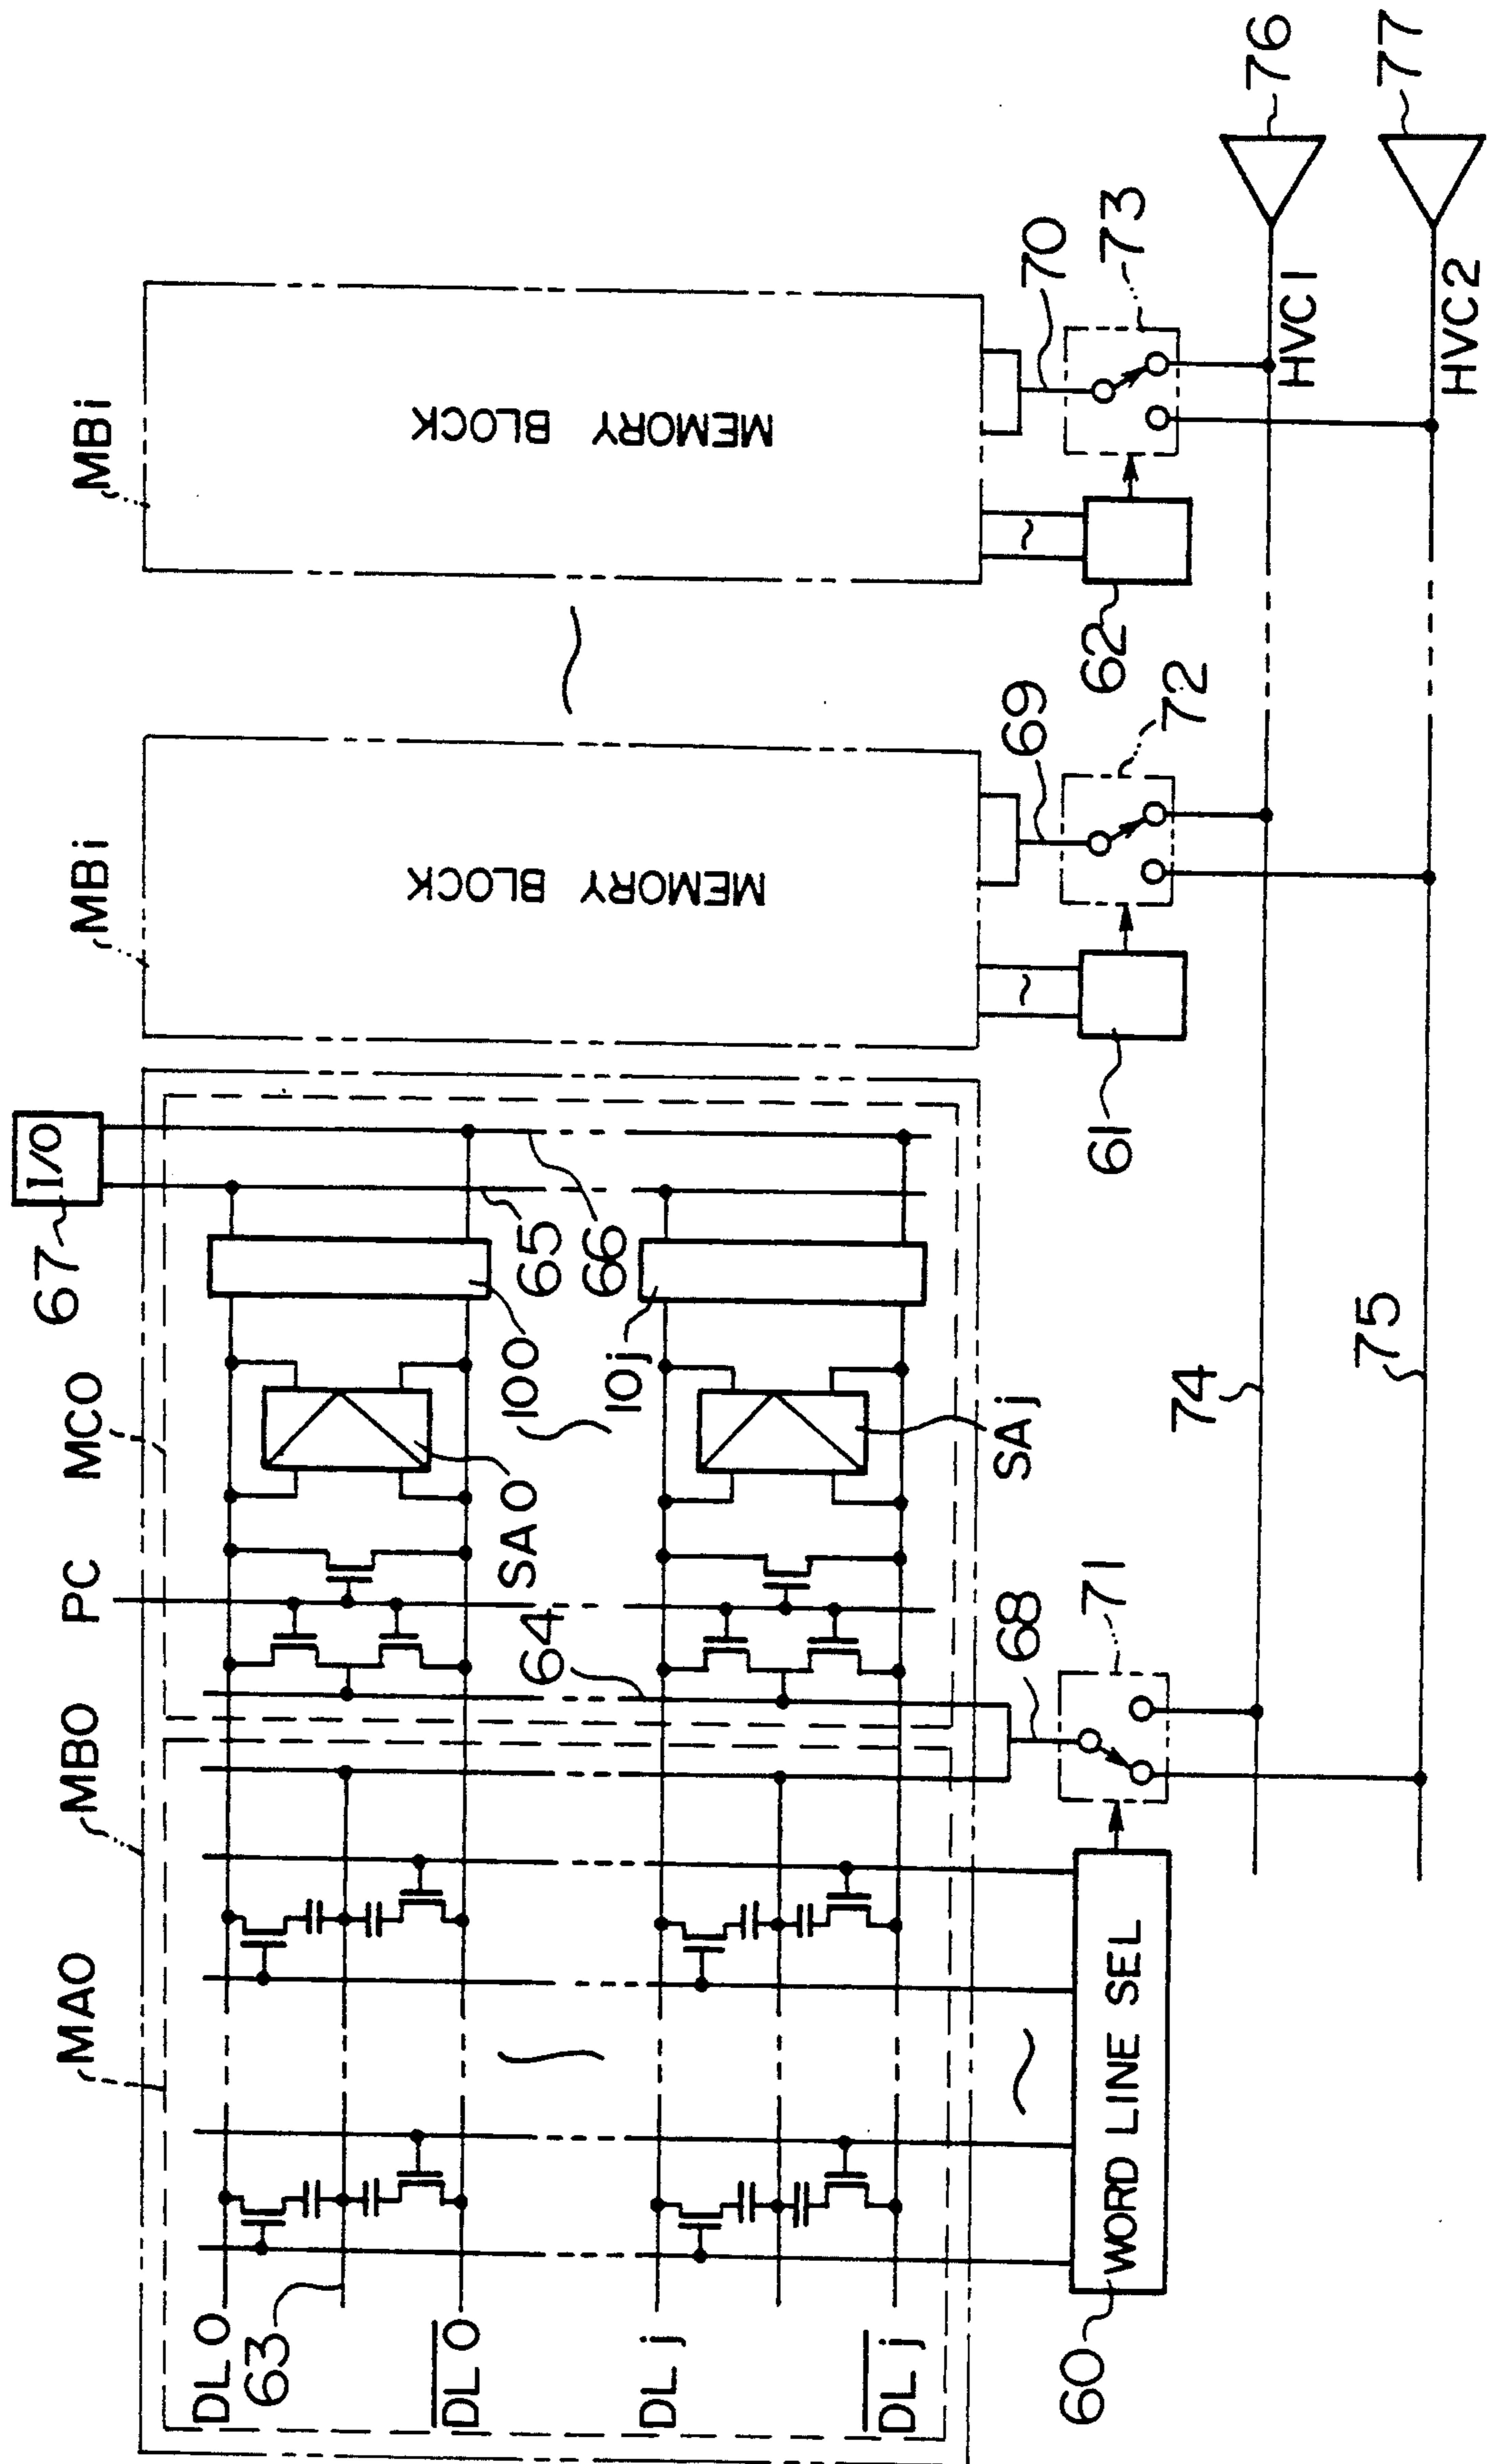 67
I/O
MA0
MB0
PC
MC0
MBi
MBi
DL0
63
DL0
DLj
DLj
64
SA0
100
10j
65
66
SAj
MEMORY BLOCK
MEMORY BLOCK
60
WORD LINE SEL
68
71
61
69
72
62
70
73
74
75
HVC1
HVC2
76
77